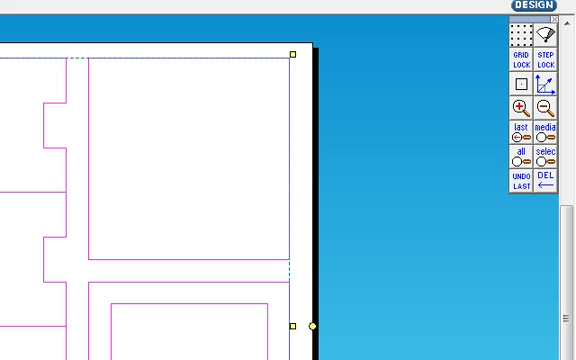 DESIGN
GRID
LOCK
STEP
LOCK
last
media
all
selec
UNDO
LAST
DEL